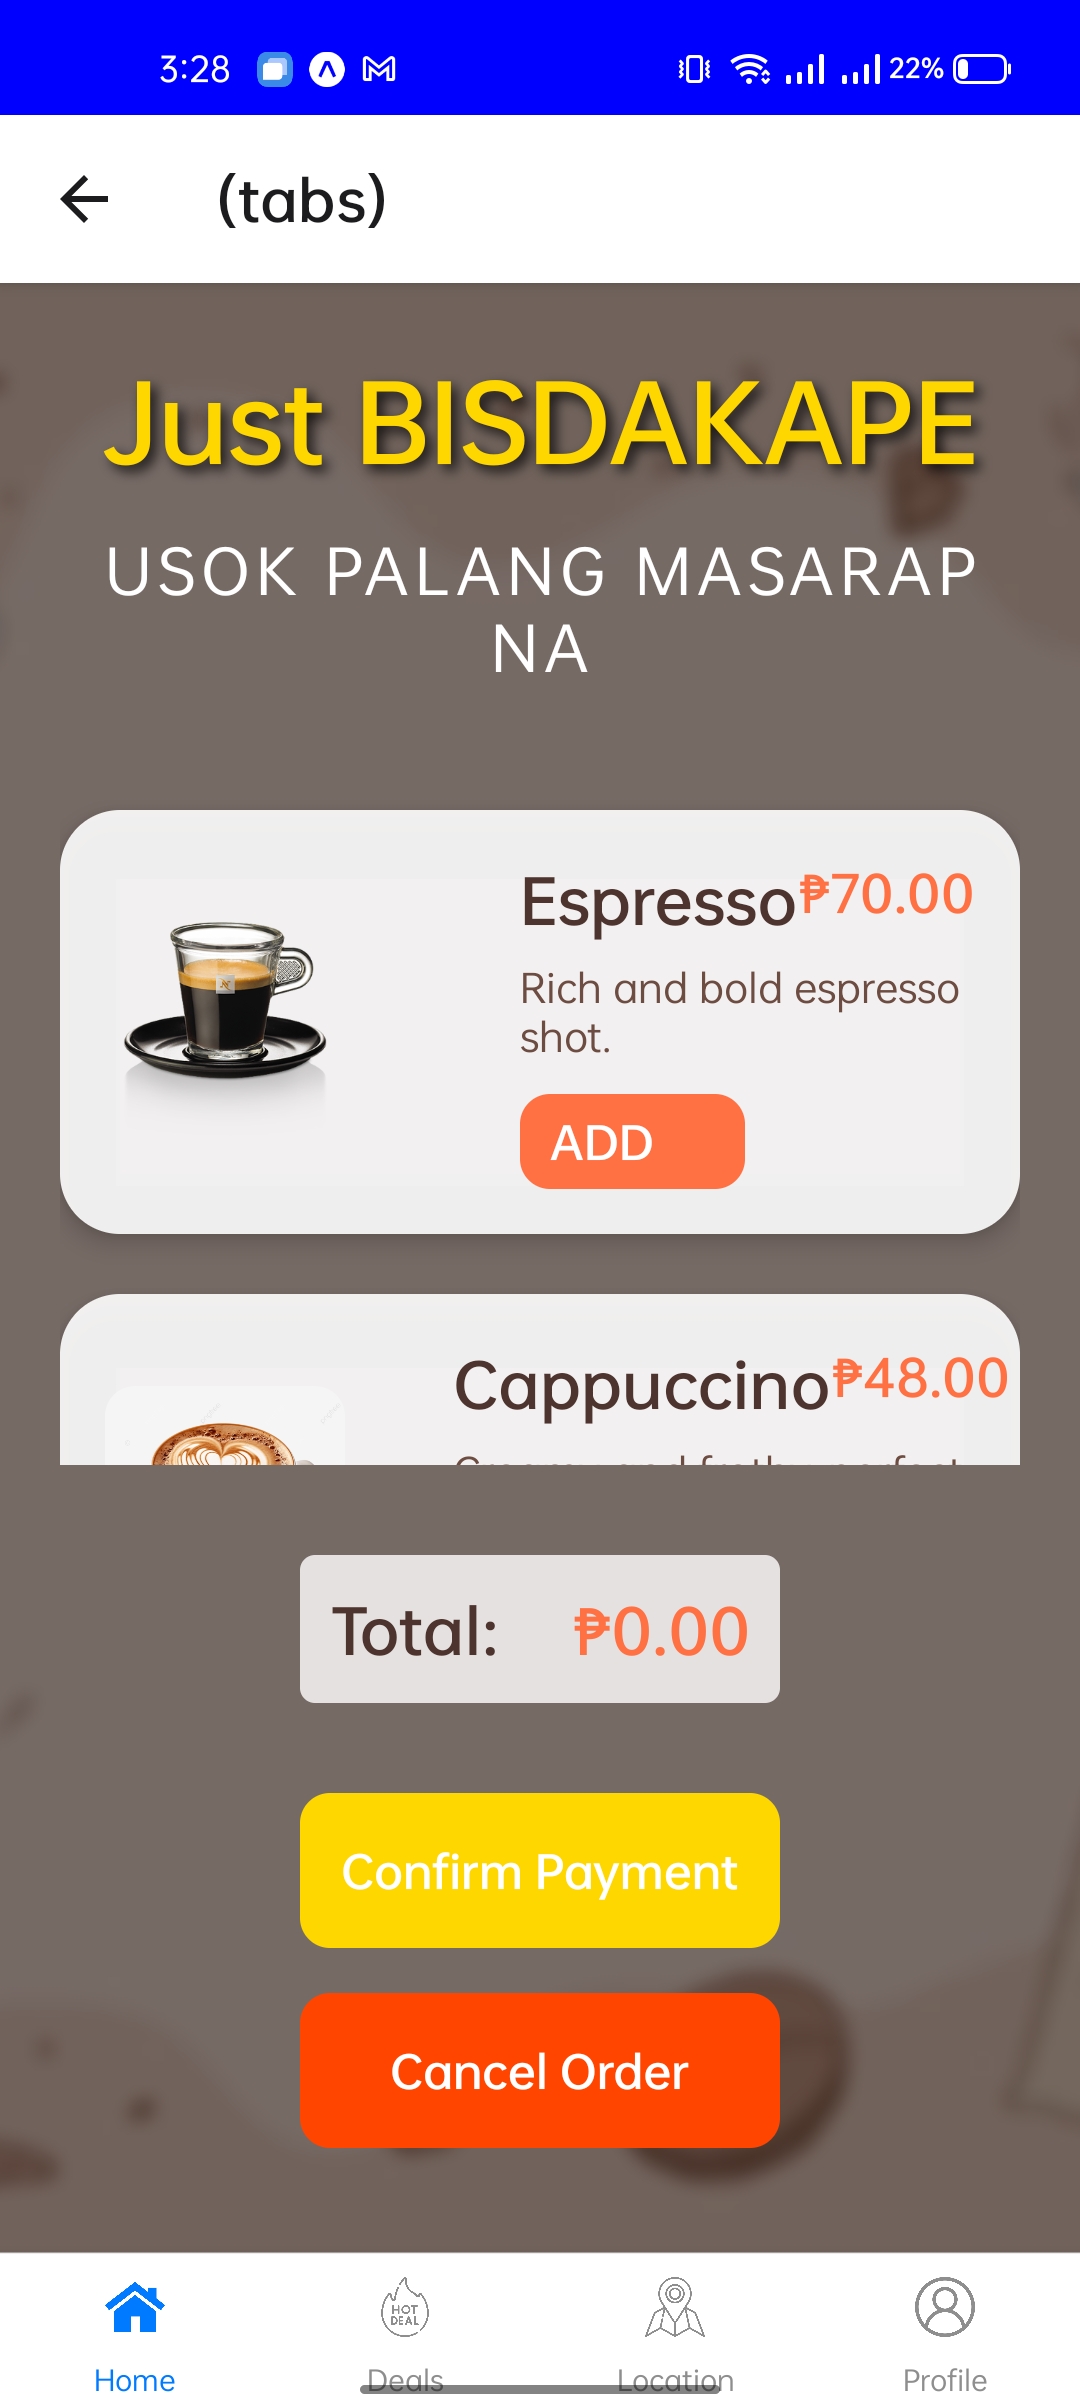 3:28
22%
(tabs)
Just BISDAKAPE
USOK PALANG MASARAP
NA
Espresso ₱70.00
Rich and bold espresso
shot.
ADD
Cappuccino ₱48.00
Total: ₱0.00
Confirm Payment
Cancel Order
HOT
DEAL
Home Deals Location Profile